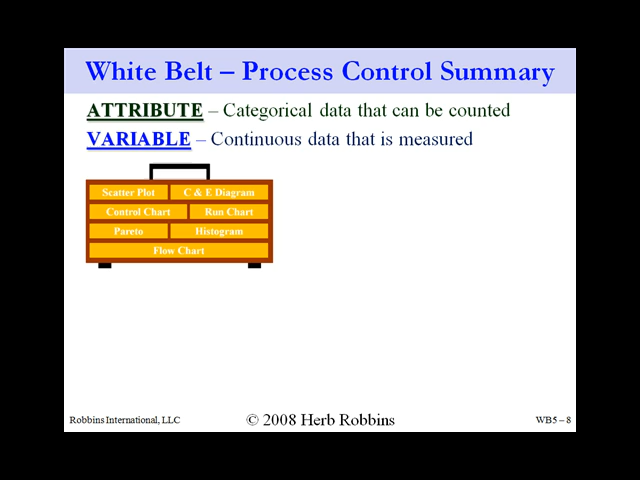 White Belt – Process Control Summary
ATTRIBUTE – Categorical data that can be counted
VARIABLE – Continuous data that is measured
Scatter Plot C & E Diagram
Control Chart Run Chart
Pareto Histogram
Flow Chart
Robbins International, LLC © 2008 Herb Robbins WB5 – 8